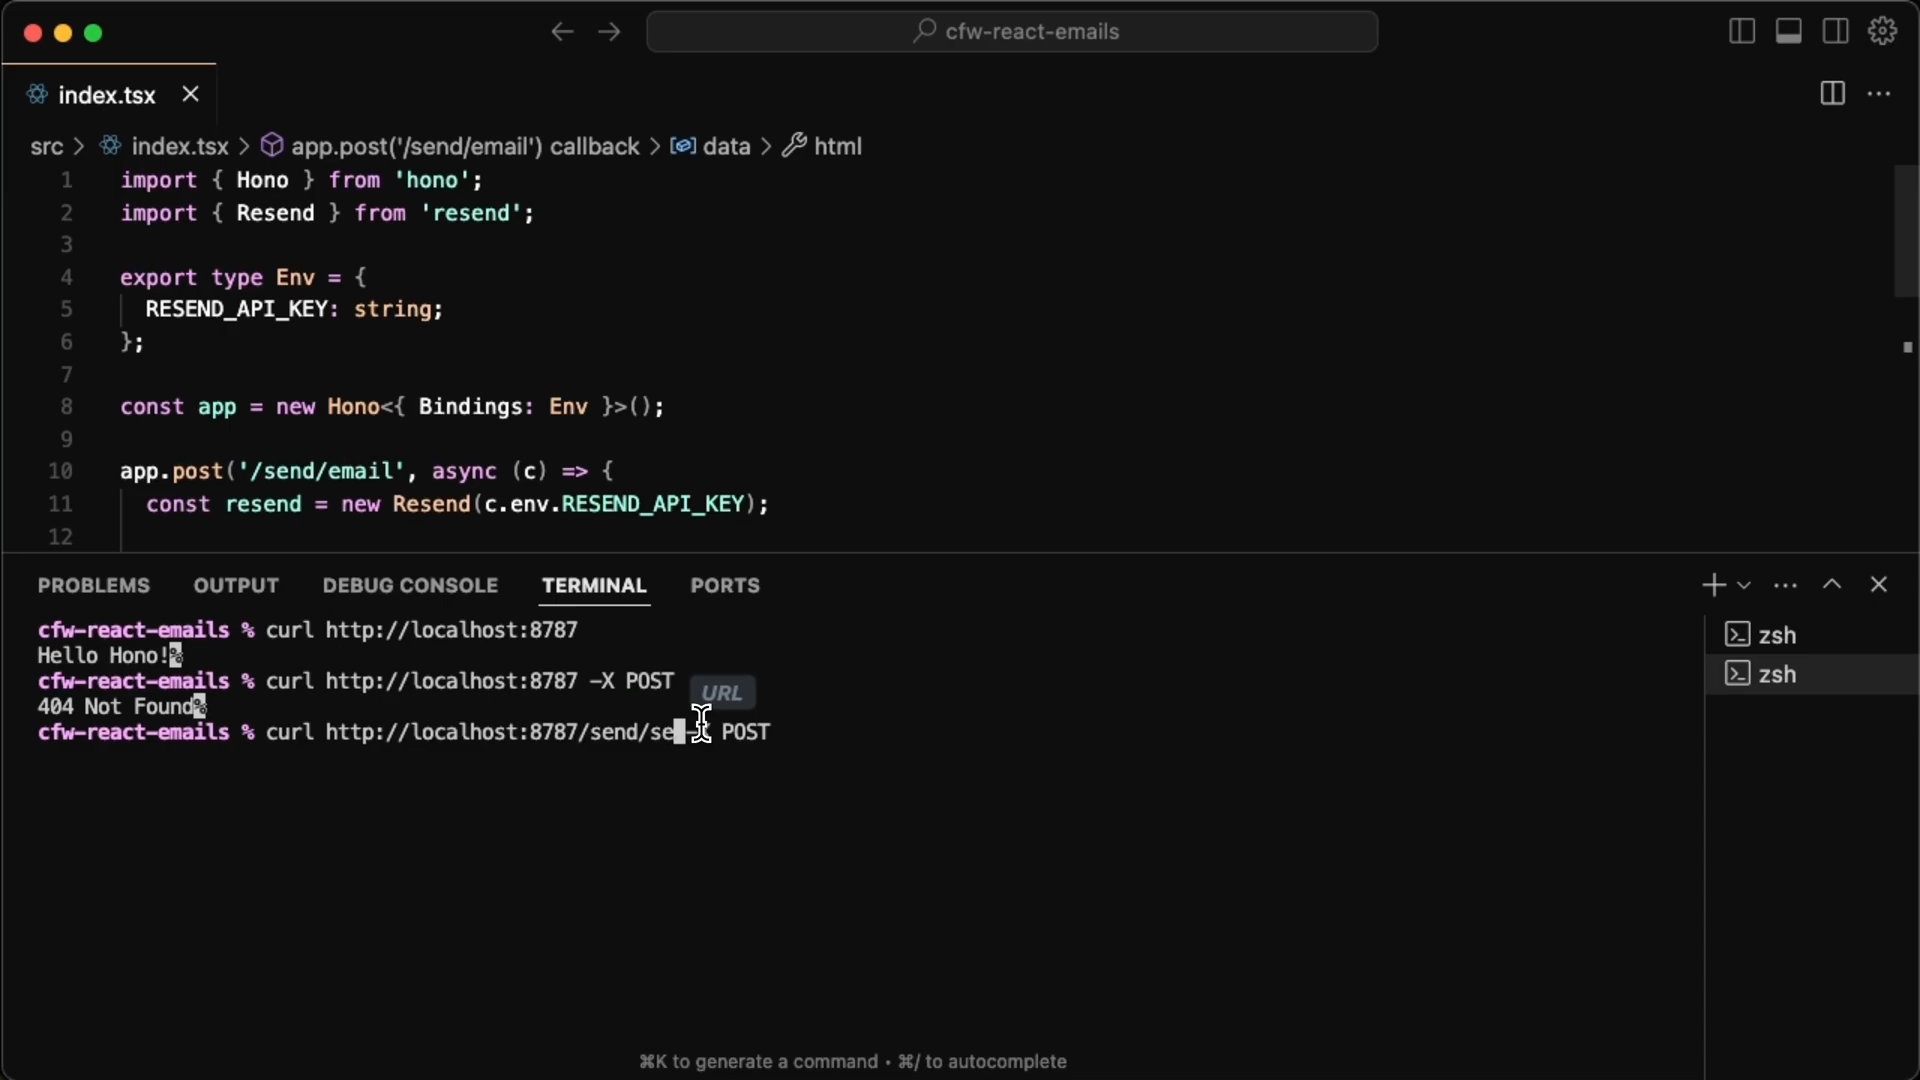 cfw-react-emails
index.tsx
src > index.tsx > app.post('/send/email') callback > data > html
1 import { Hono } from 'hono';
2 import { Resend } from 'resend';
3
4 export type Env = {
5 RESEND_API_KEY: string;
6 };
7
8 const app = new Hono<{ Bindings: Env }>();
9
10 app.post('/send/email', async (c) => {
11 const resend = new Resend(c.env.RESEND_API_KEY);
12
PROBLEMS OUTPUT DEBUG CONSOLE TERMINAL PORTS
cfw-react-emails % curl http://localhost:8787
Hello Hono!%
cfw-react-emails % curl http://localhost:8787 -X POST
URL
404 Not Found%
cfw-react-emails % curl http://localhost:8787/send/se POST
zsh
zsh
⌘K to generate a command • ⌘/ to autocomplete